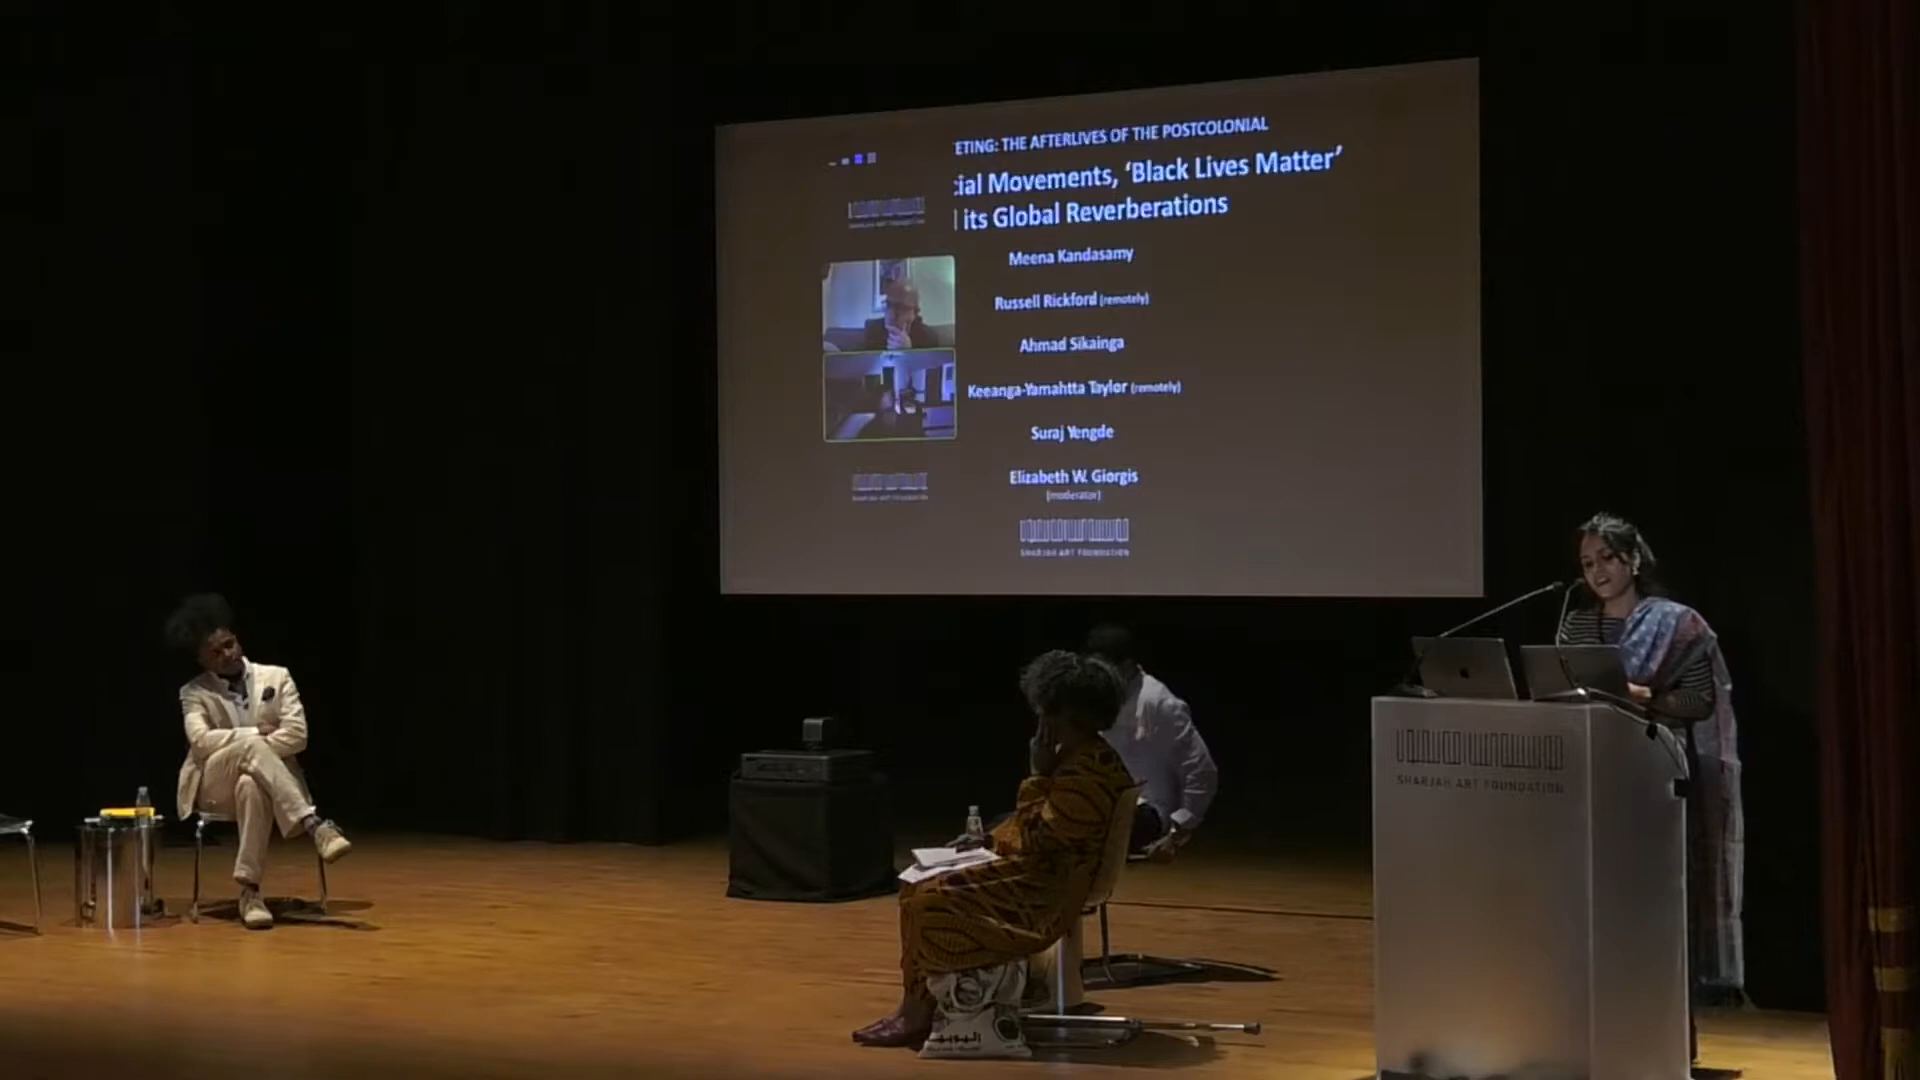 ETING: THE AFTERLIVES OF THE POSTCOLONIAL
ial Movements, ‘Black Lives Matter’
its Global Reverberations
Meena Kandasamy
Russell Rickford (remotely)
Ahmad Sikainga
Keeanga-Yamahtta Taylor (remotely)
Suraj Yengde
Elizabeth W. Giorgis
(moderator)
SHARJAH ART FOUNDATION
SHARJAH ART FOUNDATION